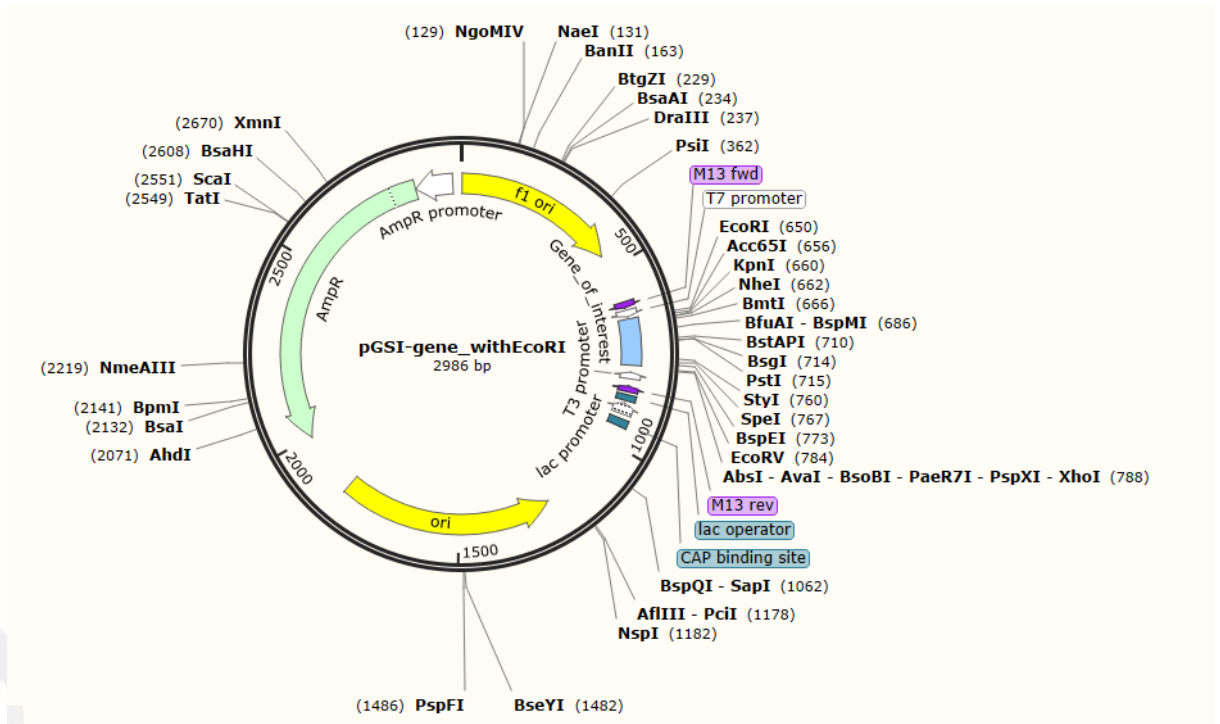 (129) NgoMIV
NaeI (131)
BanII (163)
BtgZI (229)
BsaAI (234)
DraIII (237)
PsiI (362)
M13 fwd
T7 promoter
EcoRI (650)
Acc65I (656)
KpnI (660)
NheI (662)
BmtI (666)
BfuAI - BspMI (686)
BstAPI (710)
BsgI (714)
PstI (715)
StyI (760)
SpeI (767)
BspEI (773)
EcoRV (784)
AbsI - AvaI - BsoBI - PaeR7I - PspXI - XhoI (788)
M13 rev
lac operator
CAP binding site
BspQI - SapI (1062)
AflIII - PciI (1178)
NspI (1182)
BseYI (1482)
(1486) PspFI
(2071) AhdI
(2132) BsaI
(2141) BpmI
(2219) NmeAIII
(2549) TatI
(2551) ScaI
(2608) BsaHI
(2670) XmnI
f1 ori
AmpR promoter
AmpR
Gene_of_interest
T3 promoter
lac promoter
ori
500
1000
1500
2000
2500
pGSI-gene_withEcoRI
2986 bp